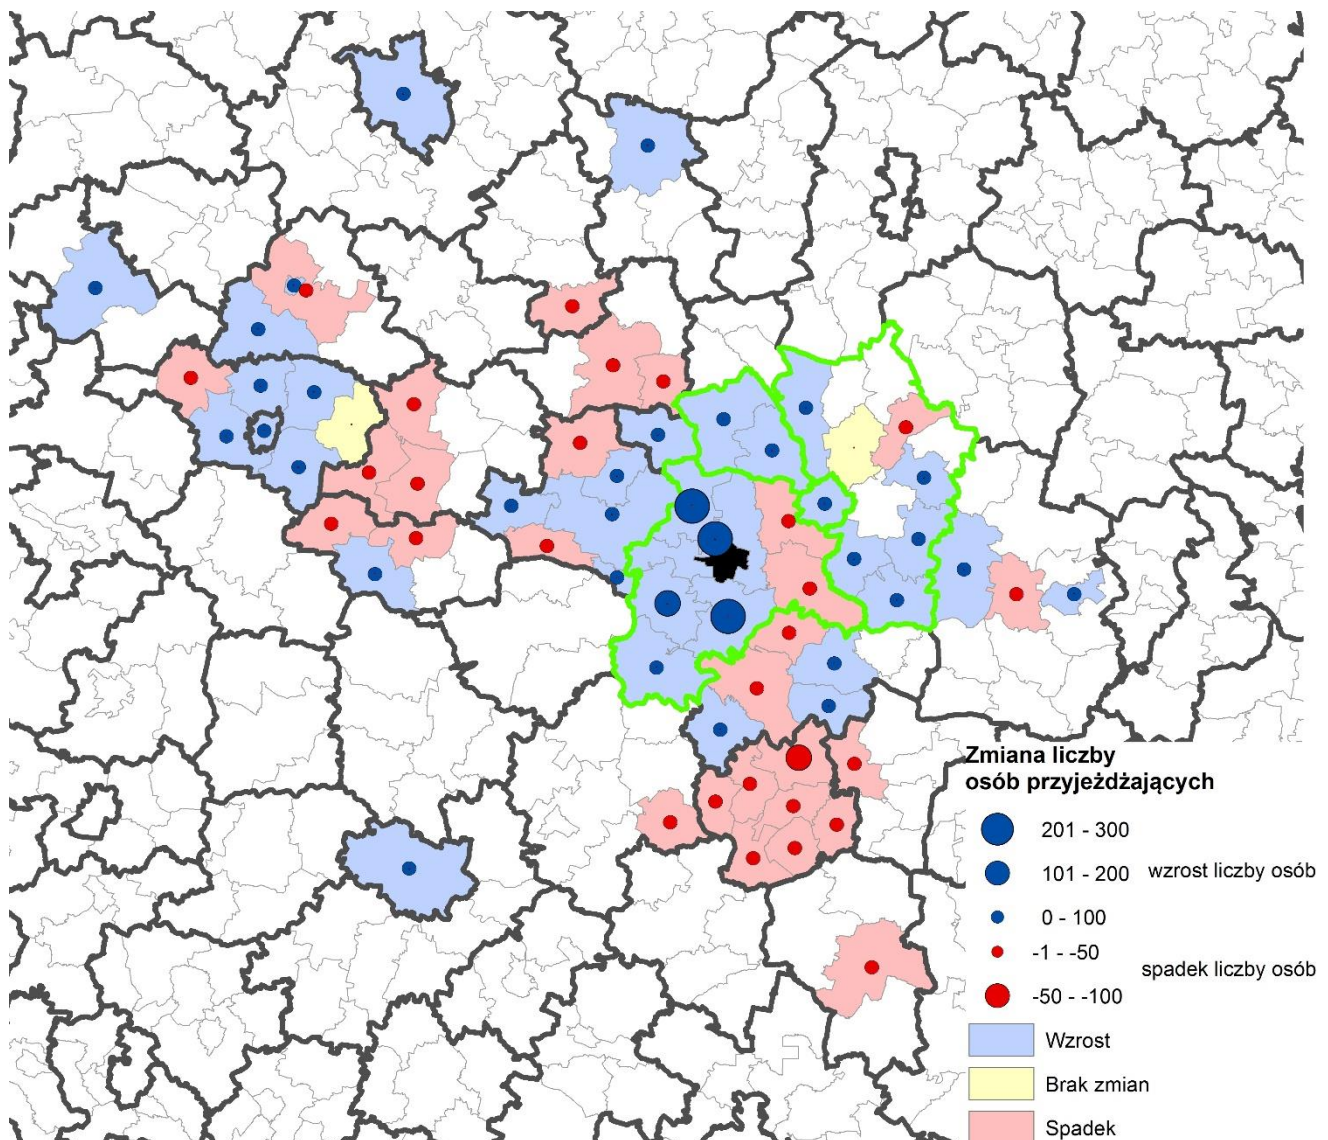 Zmiana liczby
osób przyjeżdżających
201 - 300
101 - 200 wzrost liczby osób
0 - 100
-1 - -50
spadek liczby osób
-50 - -100
Wzrost
Brak zmian
Spadek